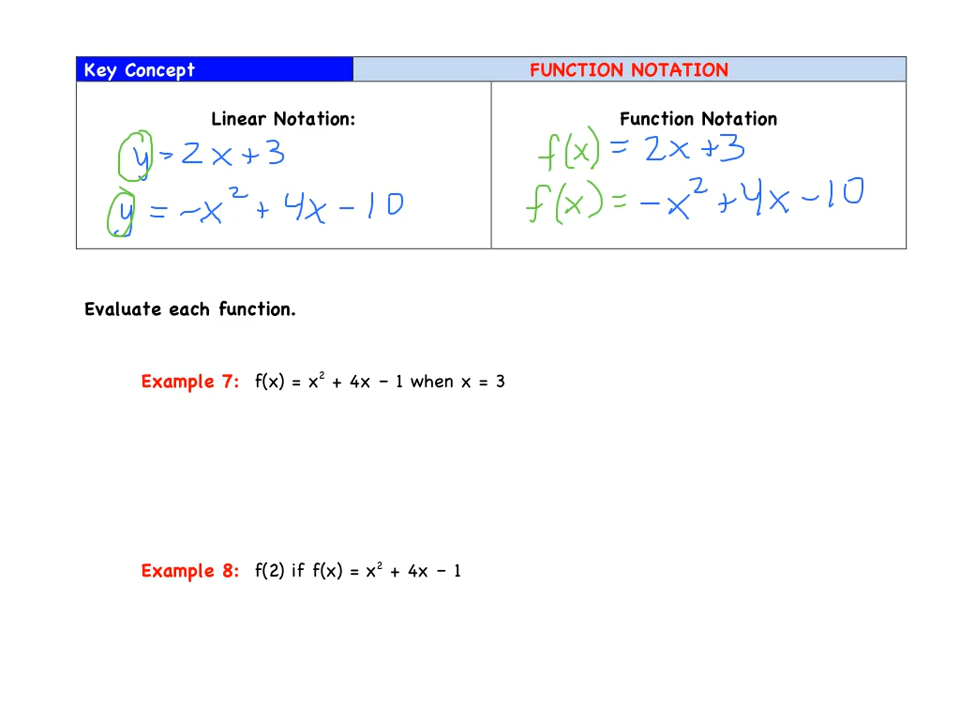 Key Concept FUNCTION NOTATION
Linear Notation:
y = 2x + 3
y = -x² + 4x - 10
Function Notation
f(x) = 2x + 3
f(x) = -x² + 4x - 10
Evaluate each function.
Example 7: f(x) = x² + 4x – 1 when x = 3
Example 8: f(2) if f(x) = x² + 4x – 1